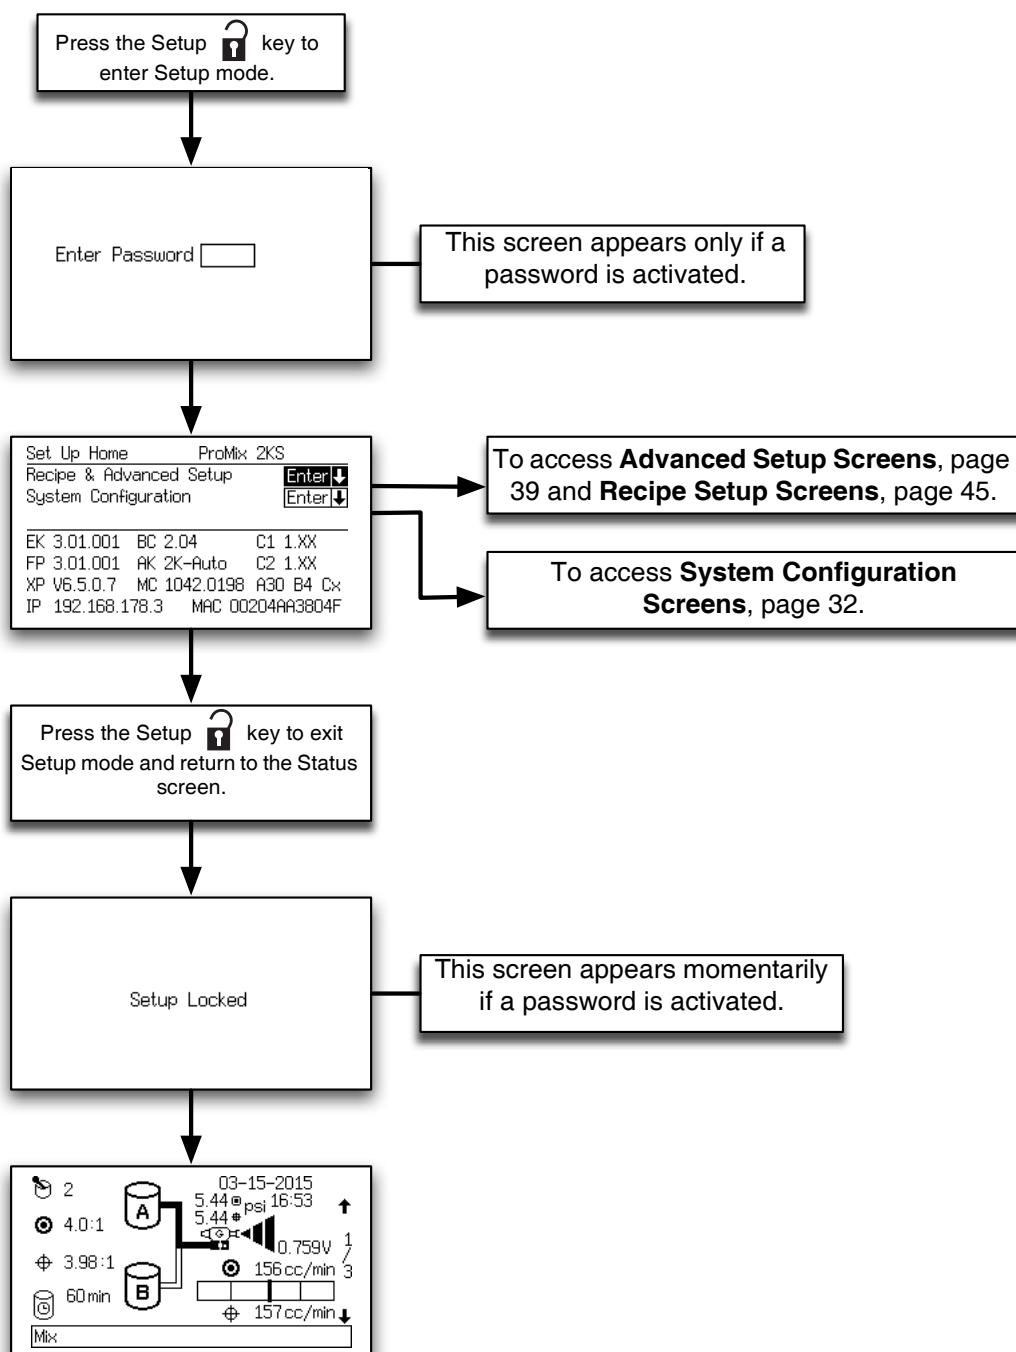 Press the Setup key to
enter Setup mode.
Enter Password
This screen appears only if a
password is activated.
Set Up Home ProMix 2KS
Recipe & Advanced Setup Enter
System Configuration Enter
EK 3.01.001 BC 2.04 C1 1.XX
FP 3.01.001 AK 2K-Auto C2 1.XX
XP V6.5.0.7 MC 1042.0198 A30 B4 Cx
IP 192.168.178.3 MAC 00204AA3804F
To access Advanced Setup Screens, page
39 and Recipe Setup Screens, page 45.
To access System Configuration
Screens, page 32.
Press the Setup key to exit
Setup mode and return to the Status
screen.
Setup Locked
This screen appears momentarily
if a password is activated.
2
4.0:1
3.98:1
60min
A
B
03-15-2015
5.44 psi 16:53
5.44
G
0.759V
1/3
156cc/min
157cc/min
Mix